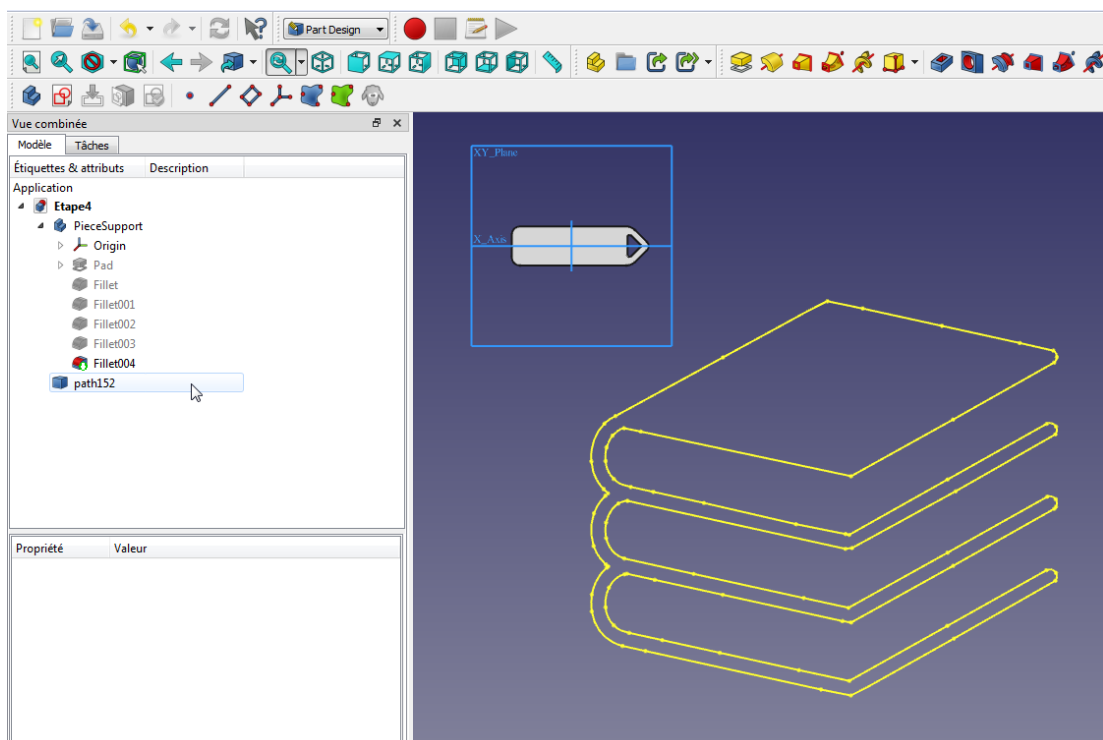 Part Design
Vue combinée
Modèle
Tâches
Étiquettes & attributs
Description
Application
Etape4
PieceSupport
Origin
Pad
Fillet
Fillet001
Fillet002
Fillet003
Fillet004
path152
Propriété
Valeur
XY_Plane
X_Axis